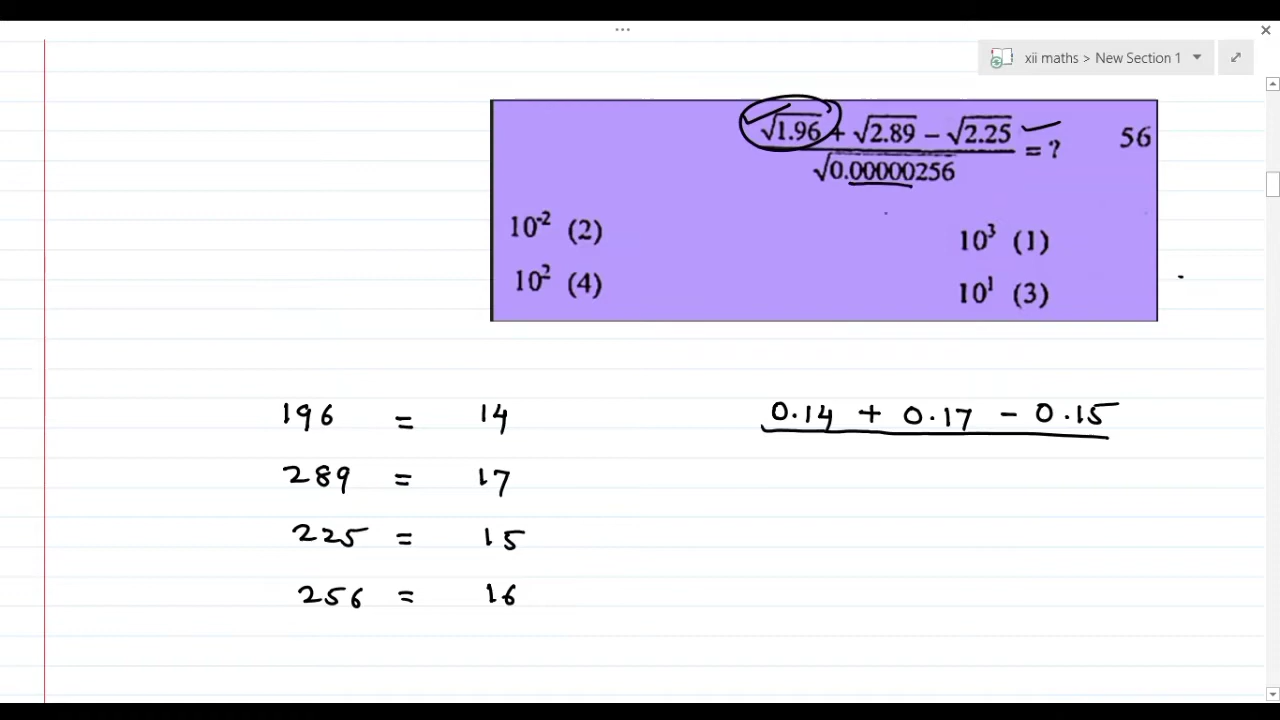 xii maths > New Section 1
√1.96 + √2.89 − √2.25 / √0.00000256 = ? 56
10⁻² (2) 10³ (1)
10² (4) 10¹ (3)
196 = 14
0.14 + 0.17 - 0.15
289 = 17
225 = 15
256 = 16